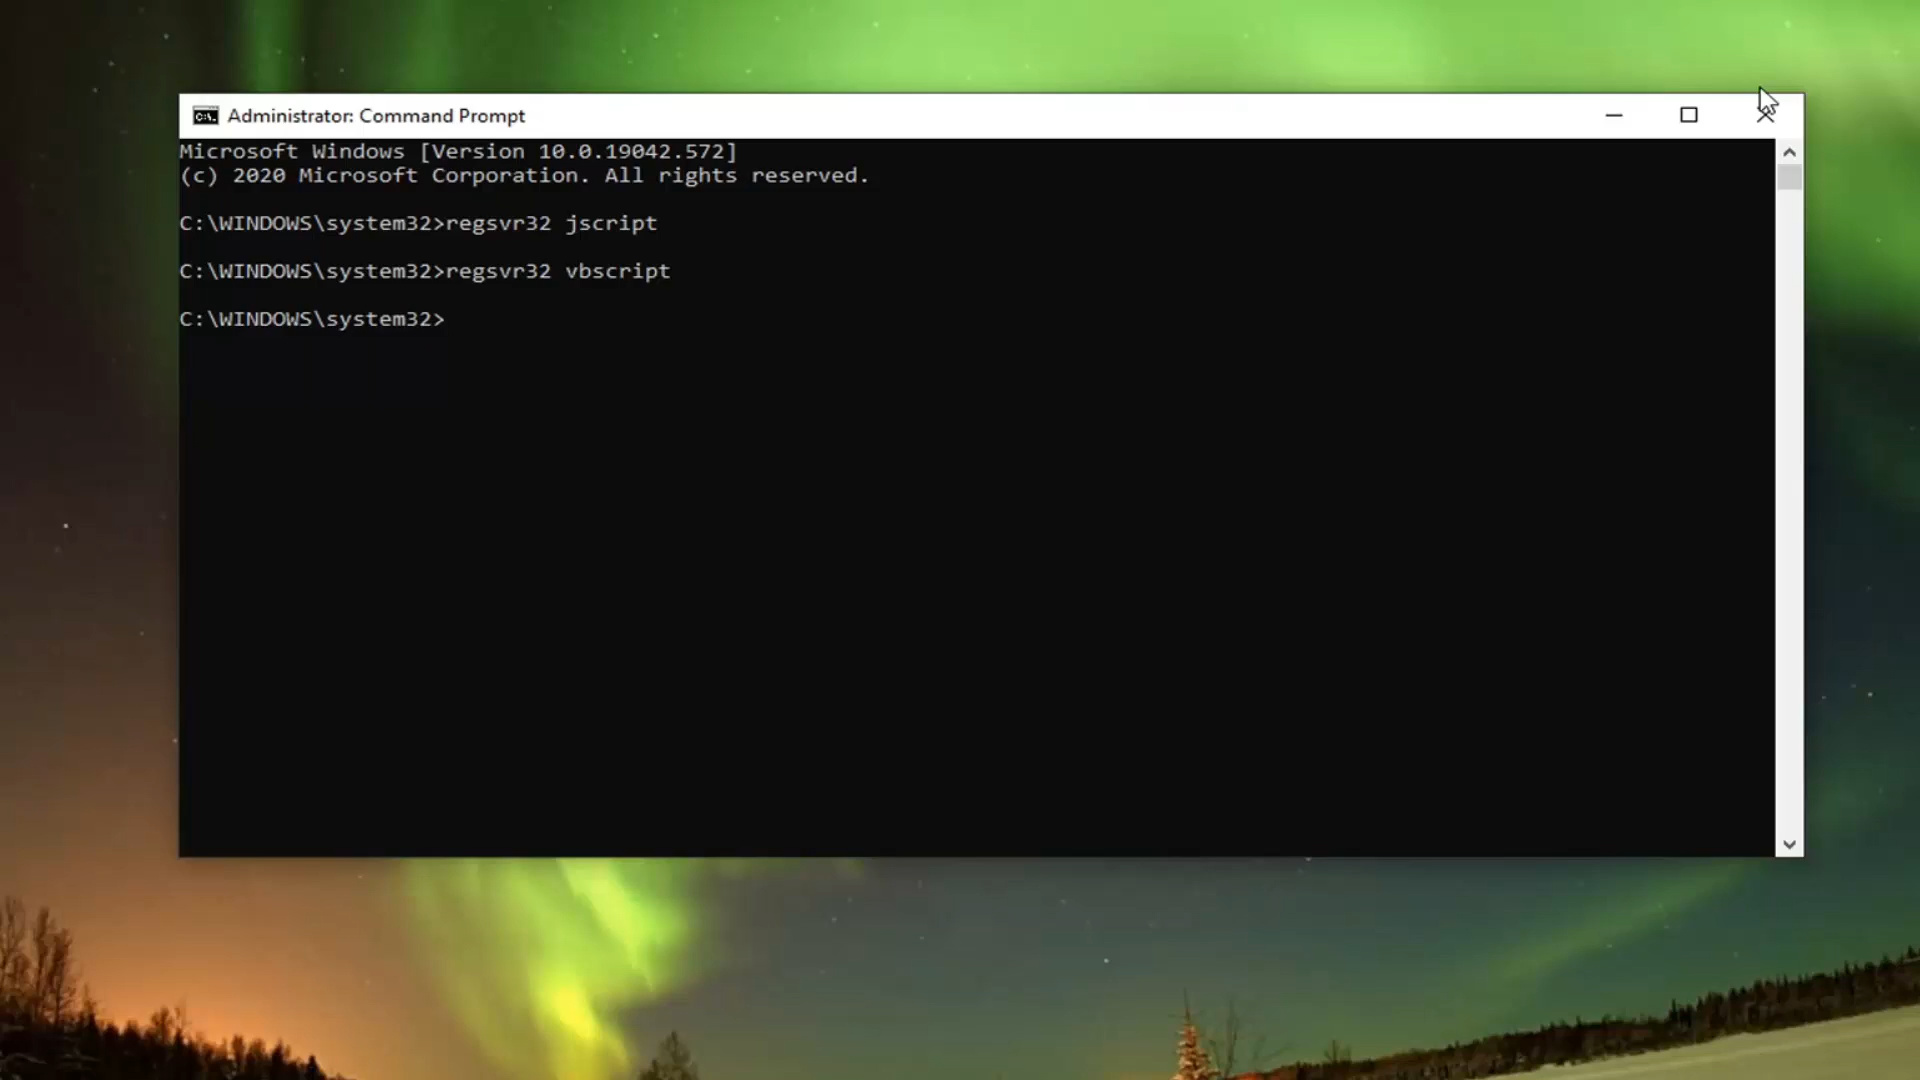 Administrator: Command Prompt
Microsoft Windows [Version 10.0.19042.572]
(c) 2020 Microsoft Corporation. All rights reserved.
C:\WINDOWS\system32>regsvr32 jscript
C:\WINDOWS\system32>regsvr32 vbscript
C:\WINDOWS\system32>